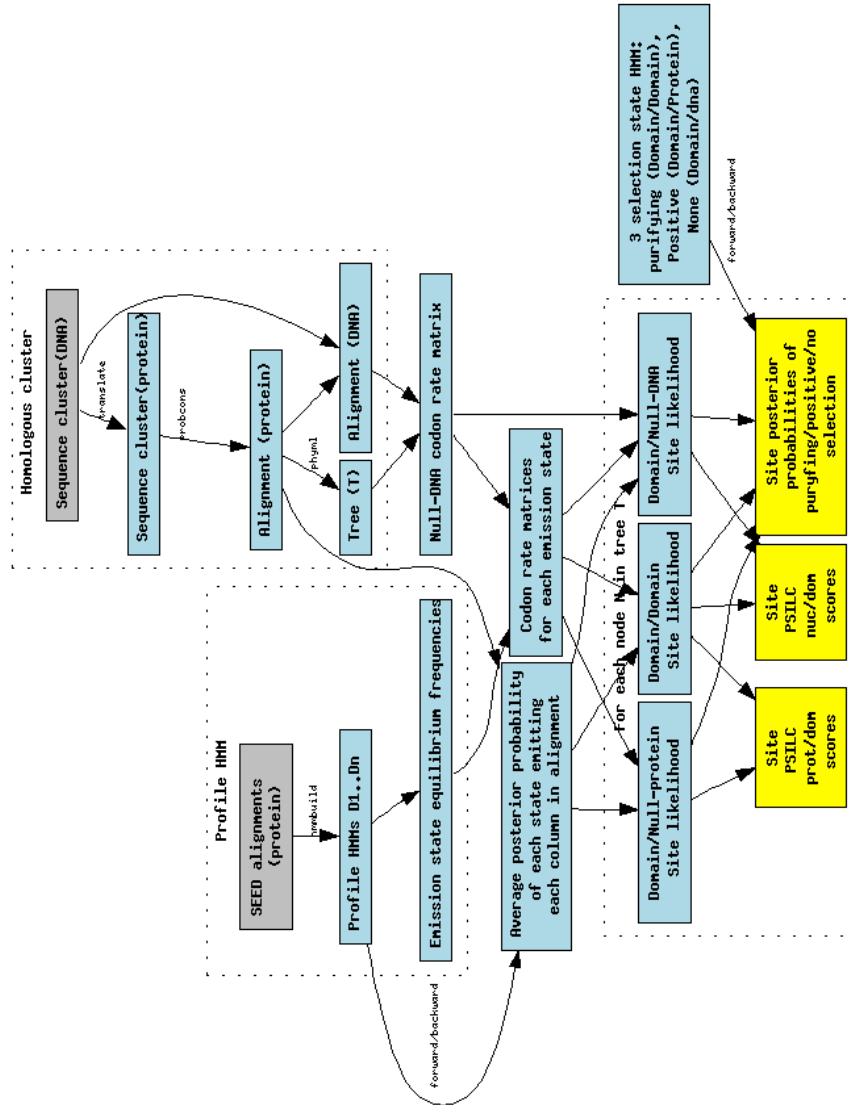 Homologous cluster
Sequence cluster(DNA)
translate
Sequence cluster(protein)
probcons
Alignment (protein)
phyml
Tree (T)
Alignment (DNA)
Null-DNA codon rate matrix
Profile HMM
SEED alignments
(protein)
hmmbuild
Profile HMMs D1..Dn
Emission state equilibrium frequencies
forward/backward
Average posterior probability
of each state emitting
each column in alignment
Codon rate matrices
for each emission state
3 selection state HMM:
purifying (Domain/Domain),
Positive (Domain/Protein),
None (Domain/dna)
forward/backward
For each node N in tree T
Domain/Null-protein
Site likelihood
Domain/Domain
Site likelihood
Domain/Null-DNA
Site likelihood
Site
PSILC
prot/dom
scores
Site
PSILC
nuc/dom
scores
Site posterior
probabilities of
puryfing/positive/no
selection